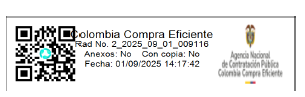 Colombia Compra Eficiente
Rad No. 2_2025_09_01_009116
Anexos: No Con copia: No
Fecha: 01/09/2025 14:17:42
Agencia Nacional
de Contratación Pública
Colombia Compra Eficiente